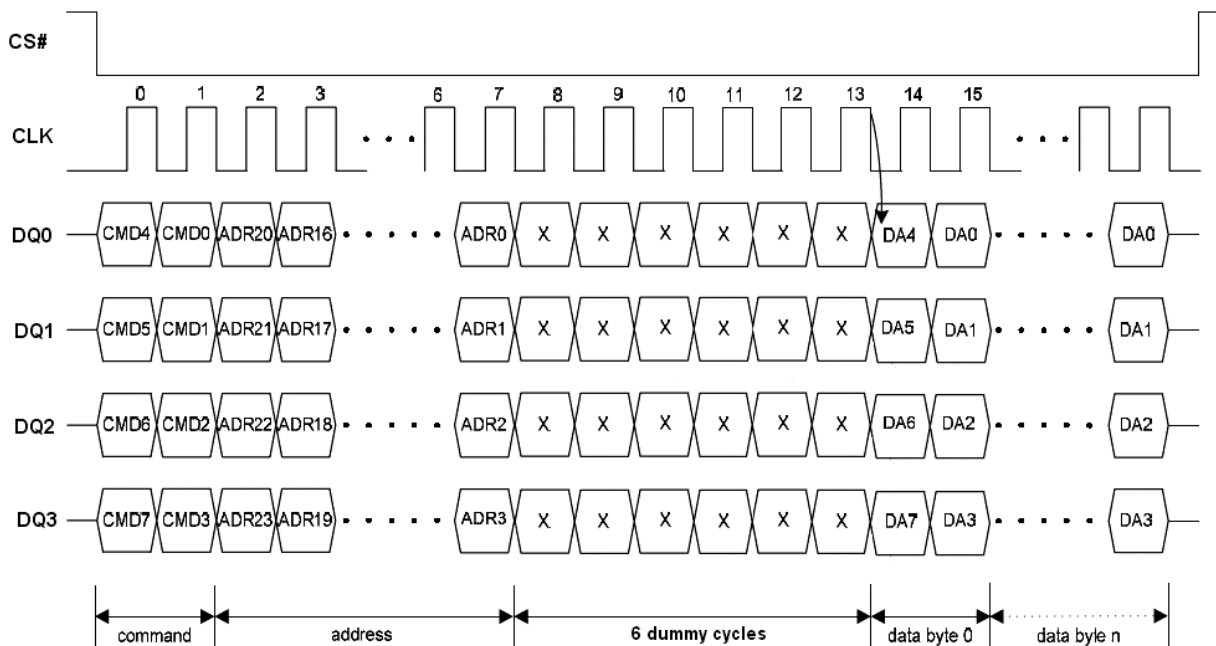 CS#
0 1 2 3 6 7 8 9 10 11 12 13 14 15
CLK
DQ0 CMD4 CMD0 ADR20 ADR16 ADR0 X X X X X X DA4 DA0 DA0
DQ1 CMD5 CMD1 ADR21 ADR17 ADR1 X X X X X X DA5 DA1 DA1
DQ2 CMD6 CMD2 ADR22 ADR18 ADR2 X X X X X X DA6 DA2 DA2
DQ3 CMD7 CMD3 ADR23 ADR19 ADR3 X X X X X X DA7 DA3 DA3
command address 6 dummy cycles data byte 0 data byle n